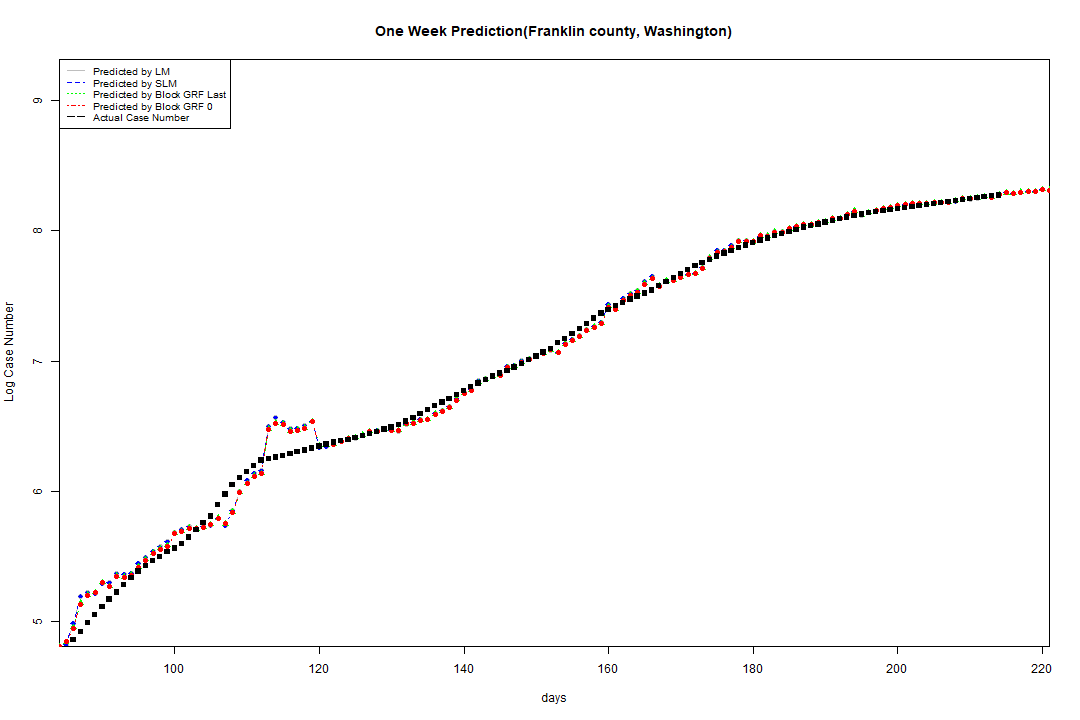 One Week Prediction(Franklin county, Washington)
Predicted by LM
Predicted by SLM
Predicted by Block GRF Last
Predicted by Block GRF 0
Actual Case Number
9
8
7
6
5
Log Case Number
100 120 140 160 180 200 220
days